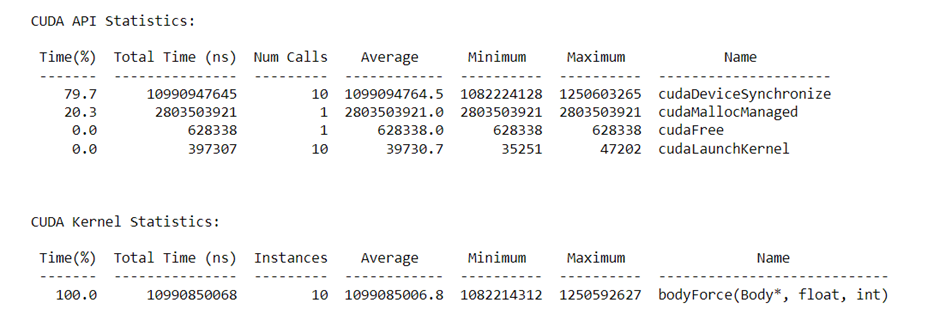 CUDA API Statistics:
Time(%) Total Time (ns) Num Calls Average Minimum Maximum Name
------- --------------- --------- ------------ ---------- ---------- ---------------------
79.7 10990947645 10 1099094764.5 1082224128 1250603265 cudaDeviceSynchronize
20.3 2803503921 1 2803503921.0 2803503921 2803503921 cudaMallocManaged
0.0 628338 1 628338.0 628338 628338 cudaFree
0.0 397307 10 39730.7 35251 47202 cudaLaunchKernel
CUDA Kernel Statistics:
Time(%) Total Time (ns) Instances Average Minimum Maximum Name
------- --------------- --------- ------------ ---------- ---------- ----------------------------
100.0 10990850068 10 1099085006.8 1082214312 1250592627 bodyForce(Body*, float, int)